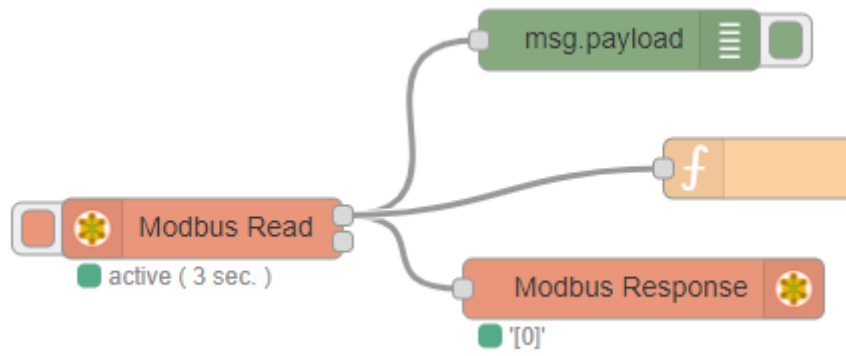 msg.payload
Modbus Read
active ( 3 sec. )
Modbus Response
'[0]'